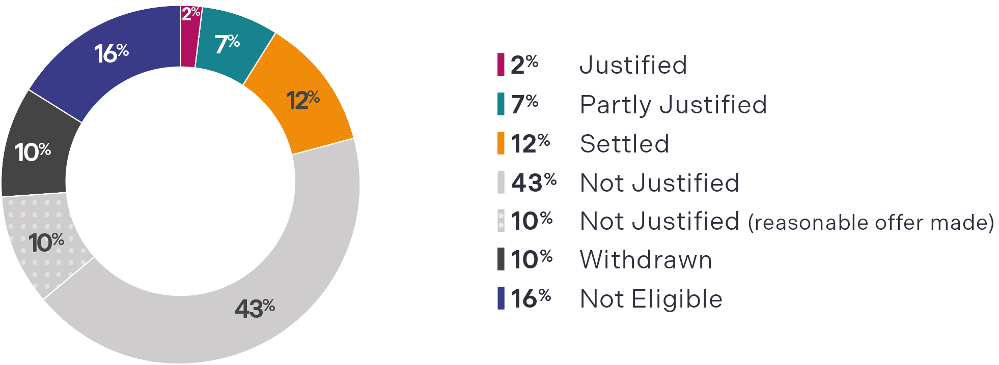 2%
7%
16%
12%
10%
10%
43%
2% Justified
7% Partly Justified
12% Settled
43% Not Justified
10% Not Justified (reasonable offer made)
10% Withdrawn
16% Not Eligible